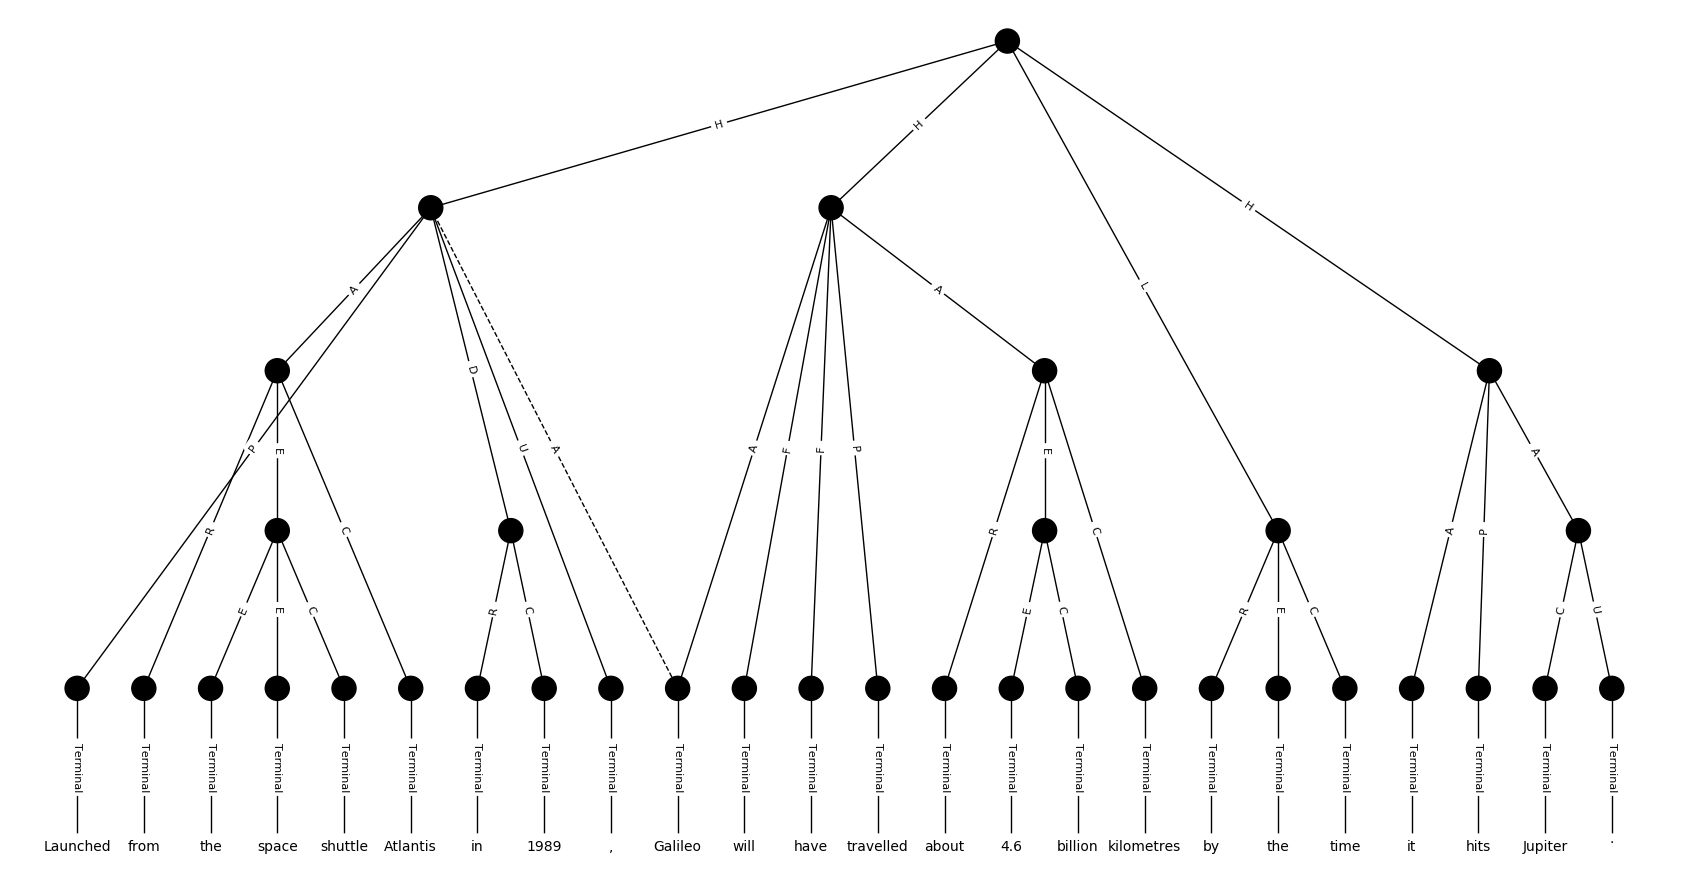 H H
H
A A L
D
P E U A A F F P E A
R C R C A P
E E C R C E C R E C C U
Terminal Terminal Terminal Terminal Terminal Terminal Terminal Terminal Terminal Terminal Terminal Terminal Terminal Terminal Terminal Terminal Terminal Terminal Terminal Terminal Terminal Terminal Terminal Terminal
Launched from the space shuttle Atlantis in 1989 , Galileo will have travelled about 4.6 billion kilometres by the time it hits Jupiter .